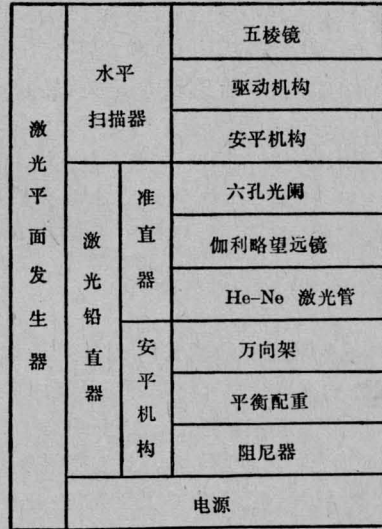 激光平面发生器
水平
扫描器
五棱镜
驱动机构
安平机构
激光铅直器
准直器
六孔光阑
伽利略望远镜
He-Ne 激光管
安平机构
万向架
平衡配重
阻尼器
电源